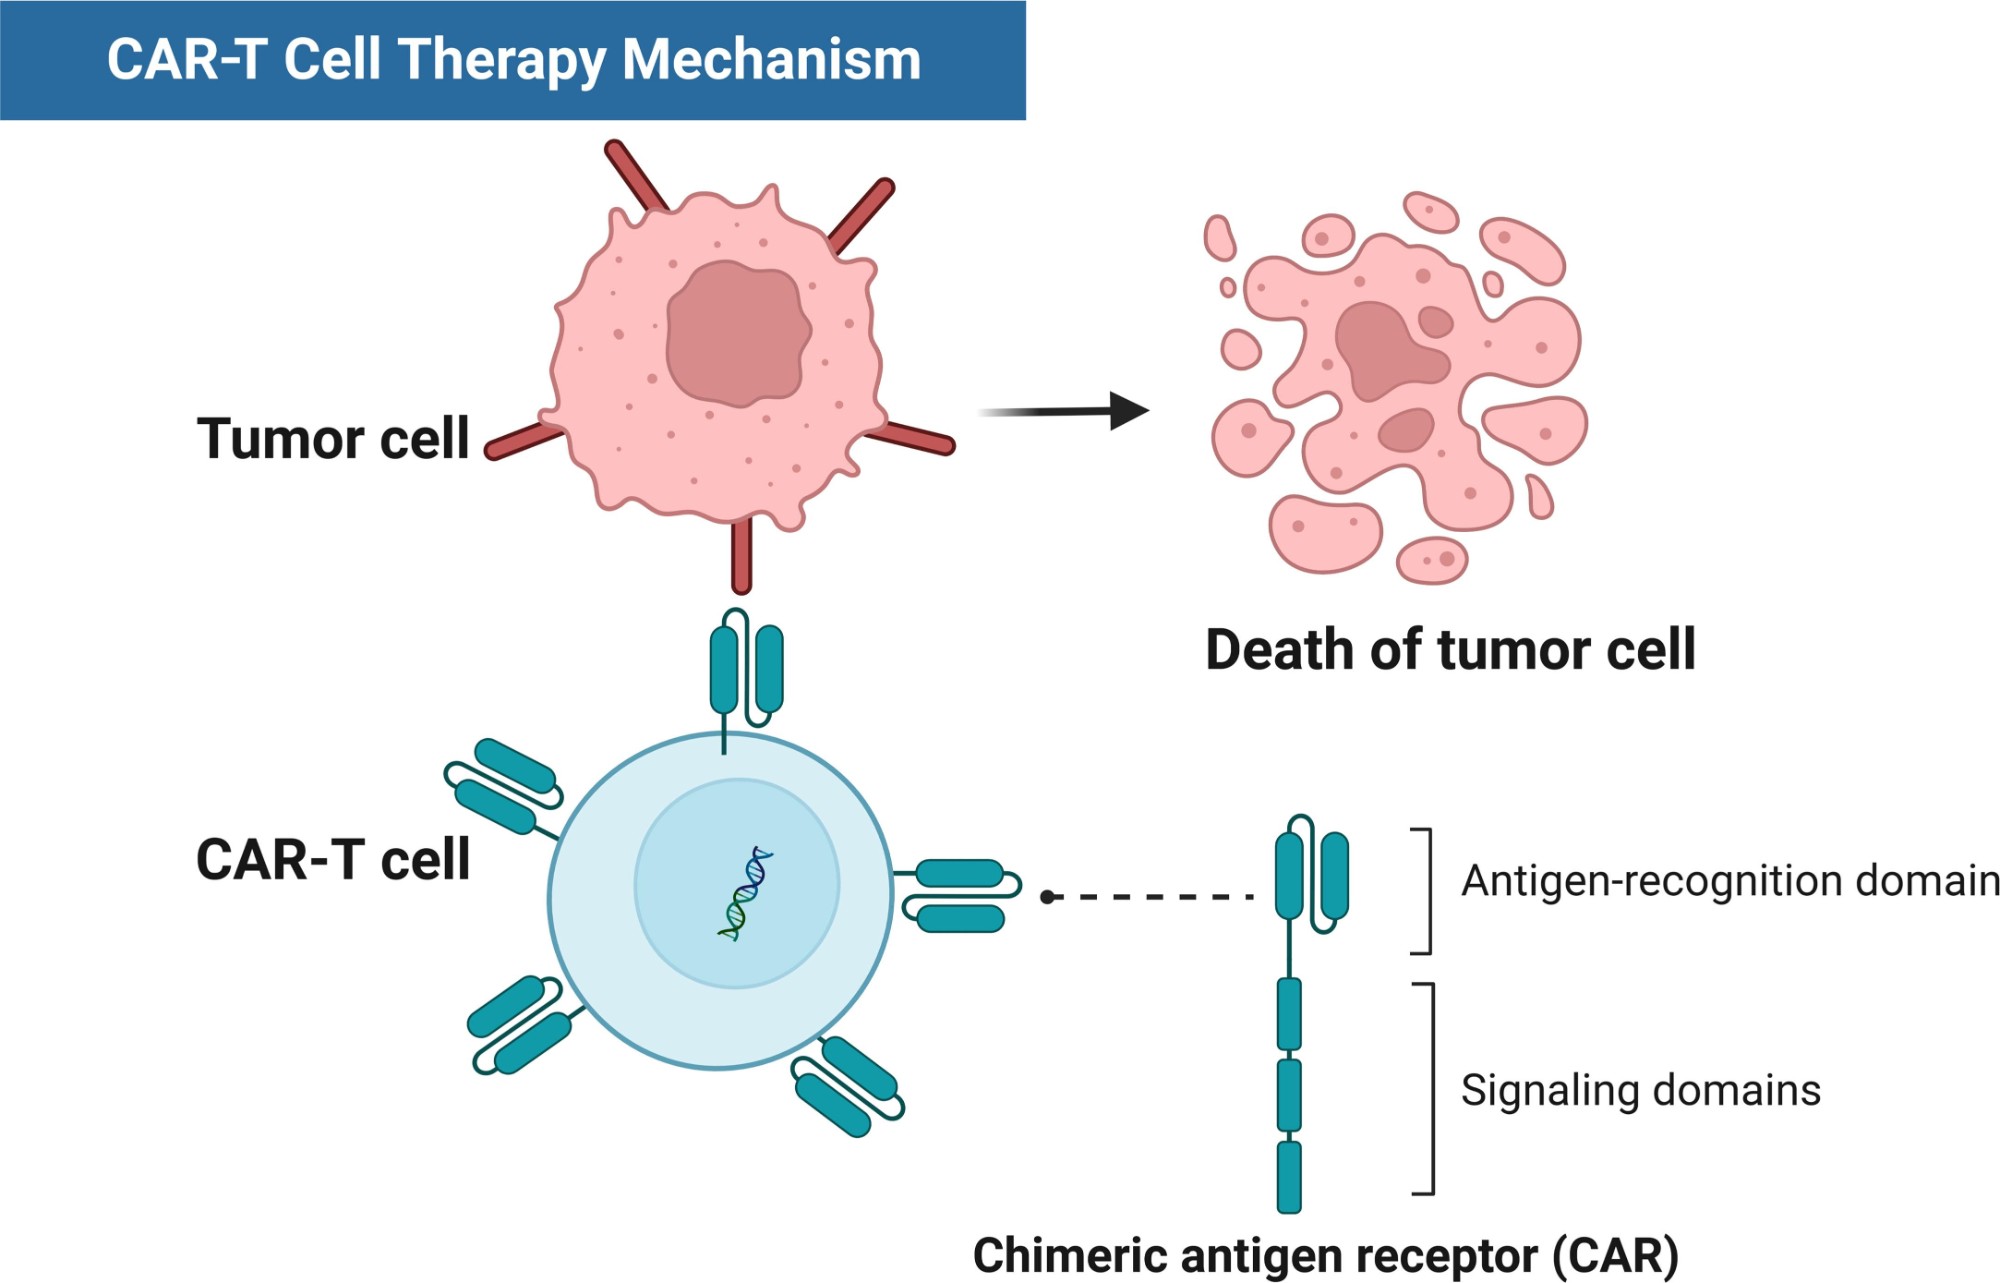 CAR-T Cell Therapy Mechanism
Tumor cell
Death of tumor cell
CAR-T cell
Antigen-recognition domain
Signaling domains
Chimeric antigen receptor (CAR)